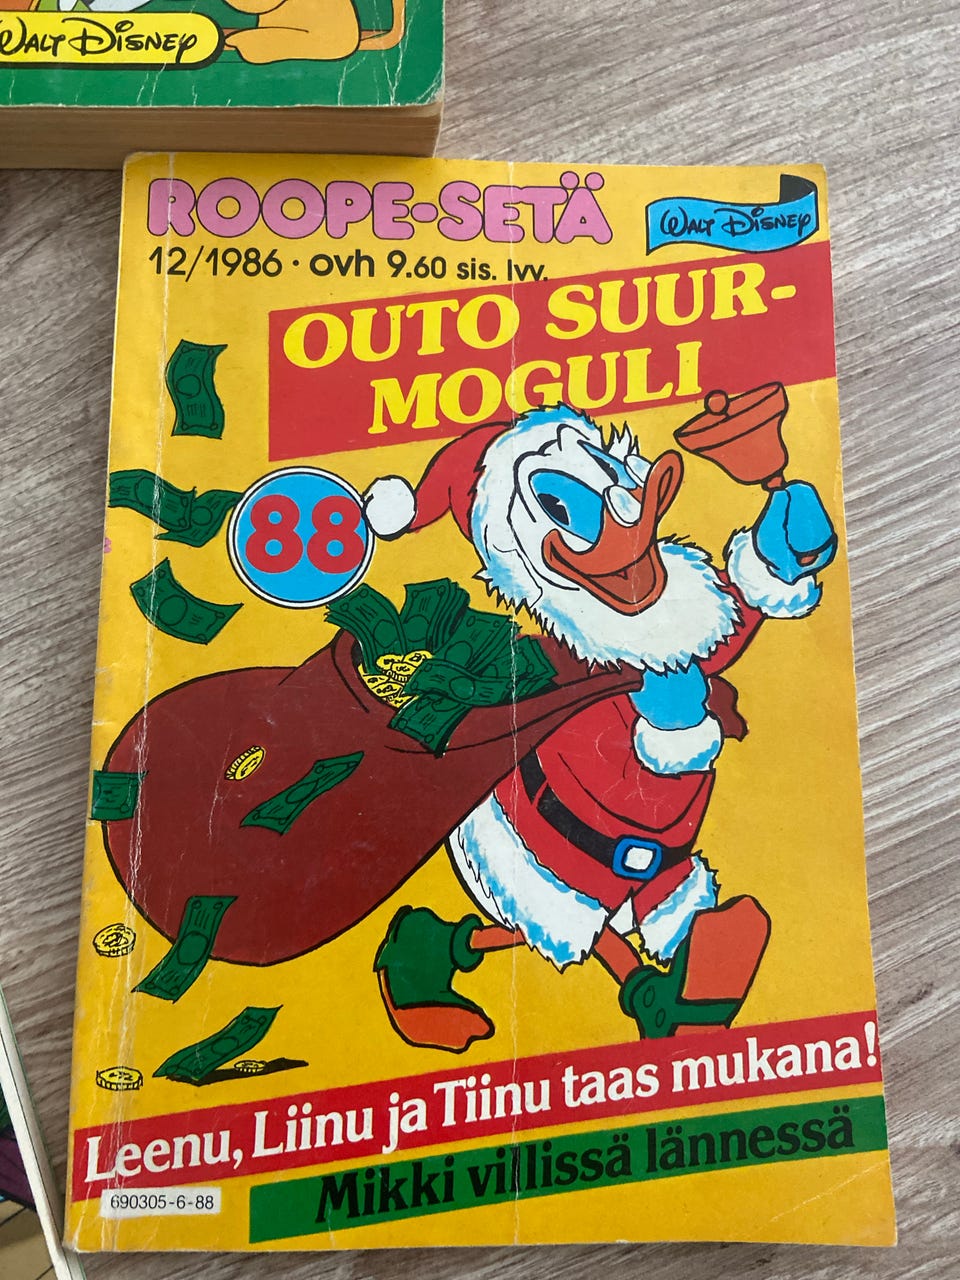 WALT DISNEY
ROOPE-SETÄ
WALT DISNEY
12/1986 · ovh 9.60 sis. lvv.
OUTO SUUR-
MOGULI
88
Leenu, Liinu ja Tiinu taas mukana!
Mikki villissä lännessä
690305-6-88